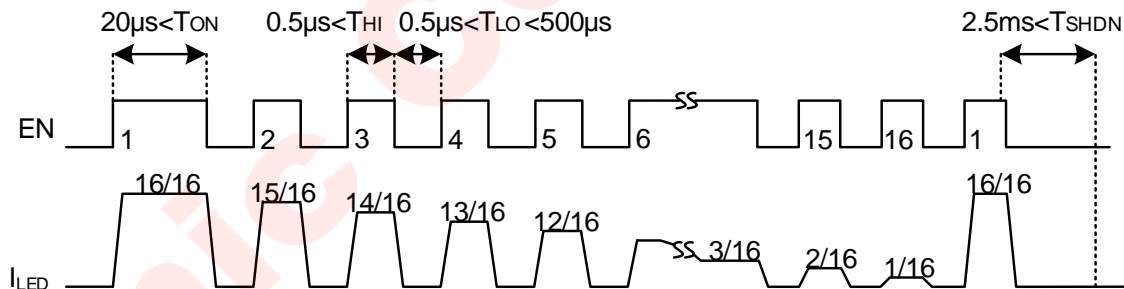 20µs<TON 0.5µs<THI 0.5µs<TLO <500µs 2.5ms<TSHDN
EN 1 2 3 4 5 6 15 16 1
16/16 15/16 14/16 13/16 12/16 3/16 2/16 1/16 16/16
ILED